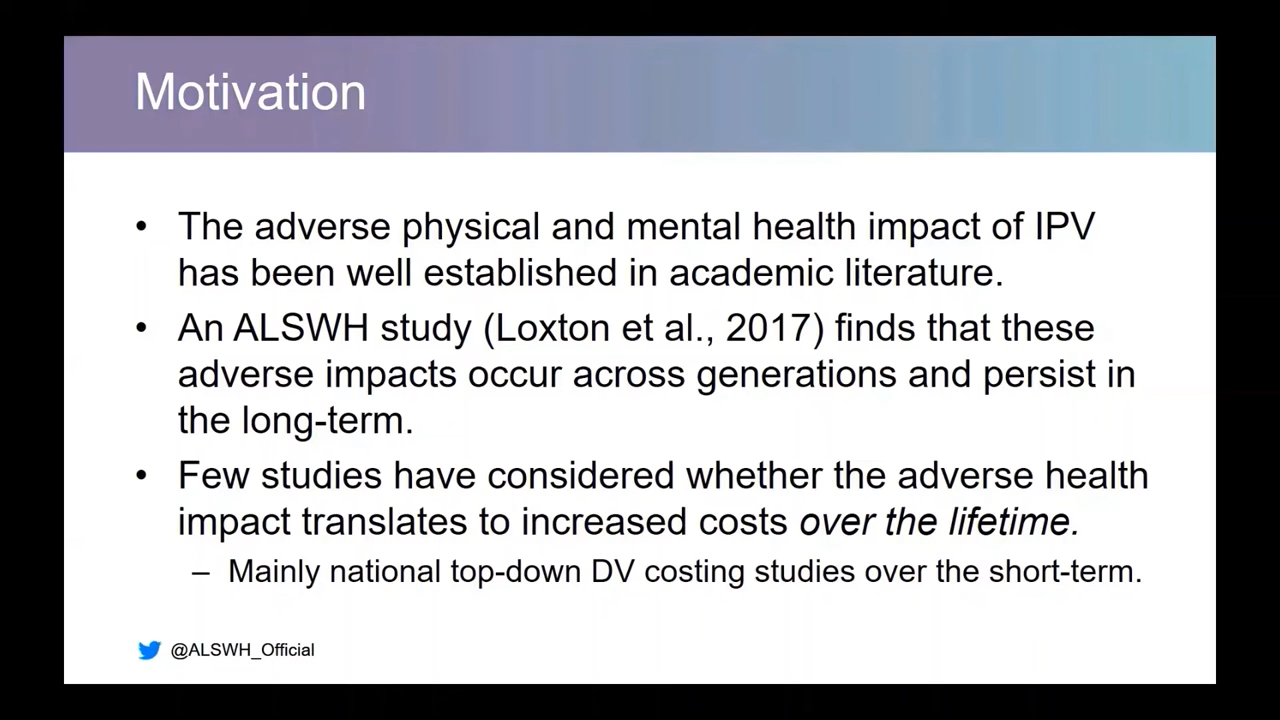 Motivation
• The adverse physical and mental health impact of IPV
has been well established in academic literature.
• An ALSWH study (Loxton et al., 2017) finds that these
adverse impacts occur across generations and persist in
the long-term.
• Few studies have considered whether the adverse health
impact translates to increased costs over the lifetime.
– Mainly national top-down DV costing studies over the short-term.
@ALSWH_Official